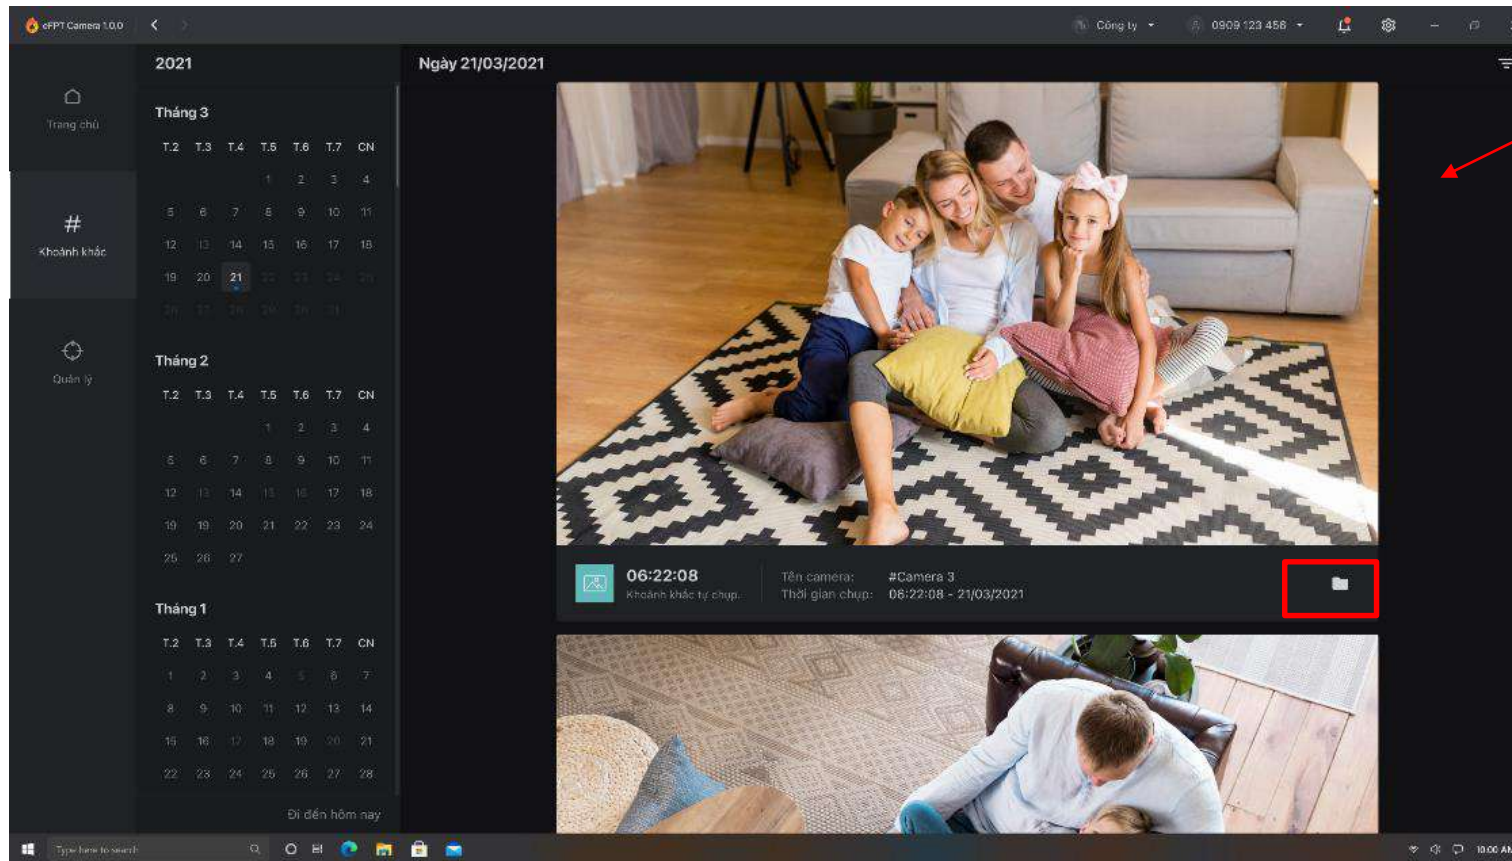 eFPT Camera 1.0.0
Công ty
0909 123 456
2021
Ngày 21/03/2021
Trang chủ
Khoảnh khắc
Quản lý
Tháng 3
T.2 T.3 T.4 T.5 T.6 T.7 CN
1 2 3 4
5 6 7 8 9 10 11
12 13 14 15 16 17 18
19 20 21 22 23 24 25
Tháng 2
T.2 T.3 T.4 T.5 T.6 T.7 CN
1 2 3 4
5 6 7 8 9 10 11
12 13 14 15 16 17 18
19 19 20 21 22 23 24
25 26 27
Tháng 1
T.2 T.3 T.4 T.5 T.6 T.7 CN
1 2 3 4 5 6 7
8 9 10 11 12 13 14
15 16 17 18 19 20 21
22 23 24 25 26 27 28
Đi đến hôm nay
06:22:08
Khoảnh khắc tự chụp.
Tên camera: #Camera 3
Thời gian chụp: 06:22:08 - 21/03/2021
Type here to search
10:00 AM